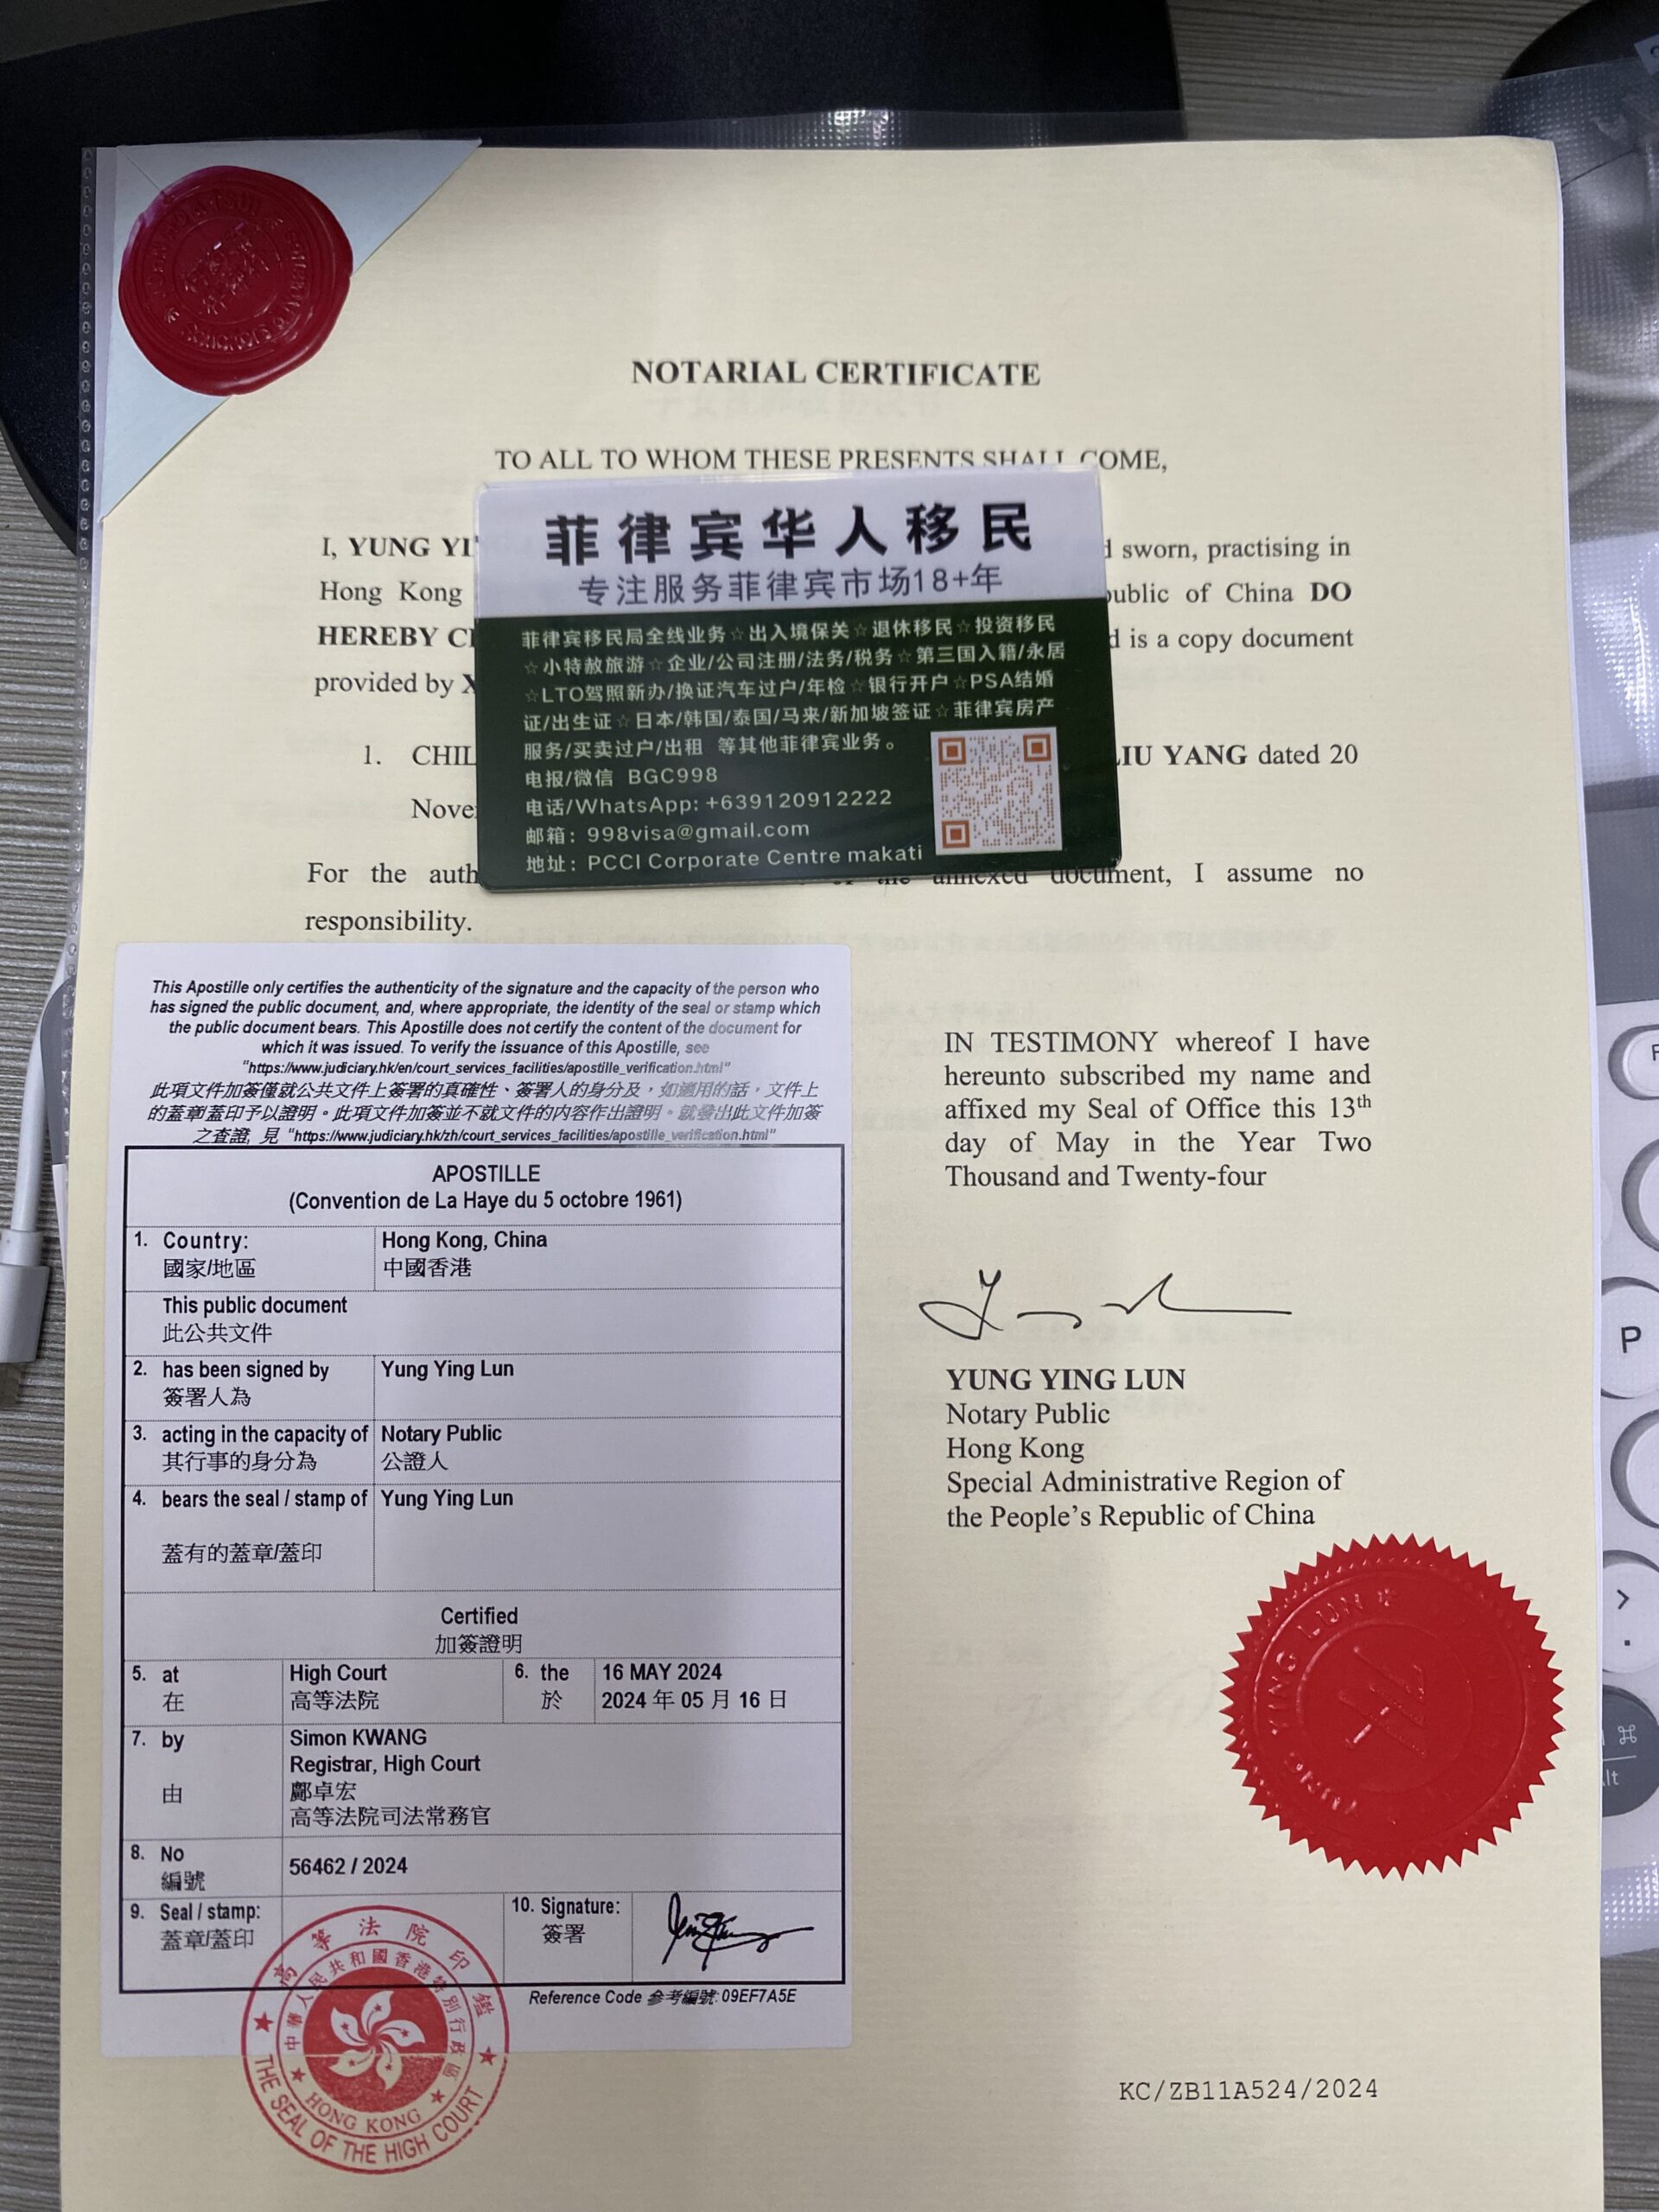 NOTARIAL CERTIFICATE
TO ALL TO WHOM THESE PRESENTS SHALL COME,
I, YUNG YI
sworn, practising in
Hong Kong
public of China DO
HEREBY CE
is a copy document
provided by X
1. CHIL
LIU YANG dated 20
Nove
For the auth
the annexed document, I assume no
responsibility.
菲律宾华人移民
专注服务菲律宾市场18+年
菲律宾移民局全线业务☆出入境保关☆退休移民☆投资移民
☆小特赦旅游☆企业/公司注册/法务/税务☆第三国入籍/永居
☆LTO驾照新办/换证汽车过户/年检☆银行开户☆PSA结婚
证/出生证☆日本/韩国/泰国/马来/新加坡签证☆菲律宾房产
服务/买卖过户/出租 等其他菲律宾业务。
电报/微信 BGC998
电话/WhatsApp: +639120912222
邮箱: 998visa@gmail.com
地址: PCCI Corporate Centre makati
This Apostille only certifies the authenticity of the signature and the capacity of the person who
has signed the public document, and, where appropriate, the identity of the seal or stamp which
the public document bears. This Apostille does not certify the content of the document for
which it was issued. To verify the issuance of this Apostille, see
"https://www.judiciary.hk/en/court_services_facilities/apostille_verification.html"
此項文件加簽僅就公共文件上簽署的真確性、簽署人的身分及，如適用的話，文件上
的蓋章/蓋印予以證明。此項文件加簽並不就文件的內容作出證明。就發出此文件加簽
之查證, 見 "https://www.judiciary.hk/zh/court_services_facilities/apostille_verification.html"
APOSTILLE
(Convention de La Haye du 5 octobre 1961)
1. Country: Hong Kong, China
國家/地區 中國香港
This public document
此公共文件
2. has been signed by Yung Ying Lun
簽署人為
3. acting in the capacity of Notary Public
其行事的身分為 公證人
4. bears the seal / stamp of Yung Ying Lun
蓋有的蓋章/蓋印
Certified
加簽證明
5. at High Court 6. the 16 MAY 2024
在 高等法院 於 2024 年 05 月 16 日
7. by Simon KWANG
Registrar, High Court
由 鄺卓宏
高等法院司法常務官
8. No 56462 / 2024
編號
9. Seal / stamp: 10. Signature:
蓋章/蓋印 簽署
Reference Code 參考編號: 09EF7A5E
高等法院印鑑
中華人民共和國香港特別行政區
HONG KONG
THE SEAL OF THE HIGH COURT
IN TESTIMONY whereof I have
hereunto subscribed my name and
affixed my Seal of Office this 13th
day of May in the Year Two
Thousand and Twenty-four
YUNG YING LUN
Notary Public
Hong Kong
Special Administrative Region of
the People's Republic of China
YUNG YING LUN
KC/ZB11A524/2024
P
>
.
⌘